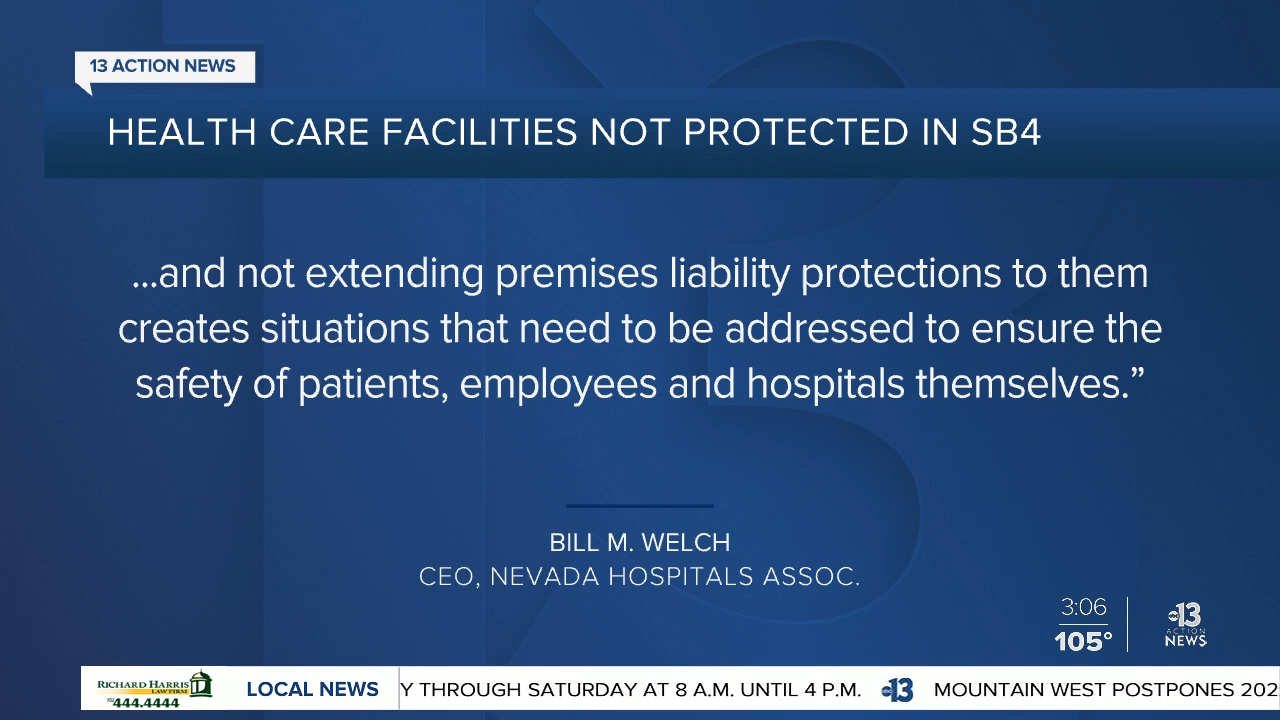 13 ACTION NEWS
HEALTH CARE FACILITIES NOT PROTECTED IN SB4
...and not extending premises liability protections to them
creates situations that need to be addressed to ensure the
safety of patients, employees and hospitals themselves.”
BILL M. WELCH
CEO, NEVADA HOSPITALS ASSOC.
3:06
105°
abc 13
ACTION
NEWS
RICHARD HARRIS
LAW FIRM
702 444.4444
LOCAL NEWS
Y THROUGH SATURDAY AT 8 A.M. UNTIL 4 P.M. abc 13 MOUNTAIN WEST POSTPONES 202